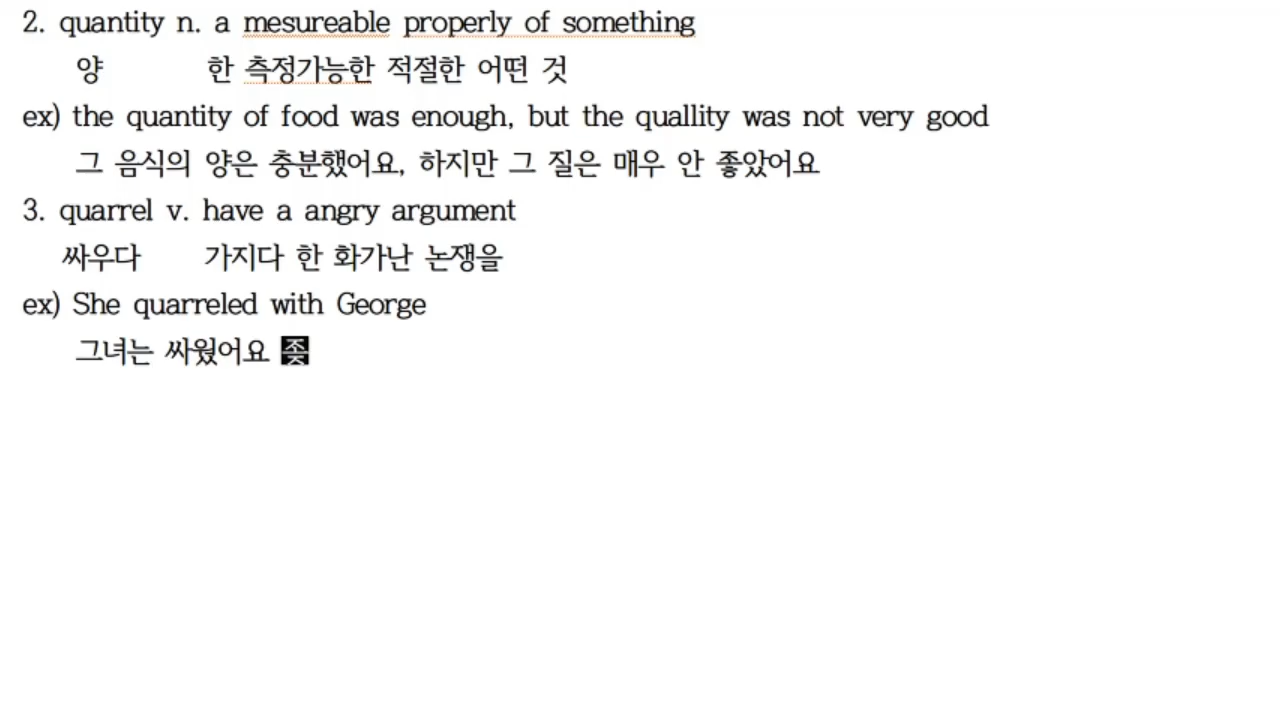 2. quantity n. a mesureable properly of something
양 한 측정가능한 적절한 어떤 것
ex) the quantity of food was enough, but the quallity was not very good
그 음식의 양은 충분했어요, 하지만 그 질은 매우 안 좋았어요
3. quarrel v. have a angry argument
싸우다 가지다 한 화가난 논쟁을
ex) She quarreled with George
그녀는 싸웠어요 좆